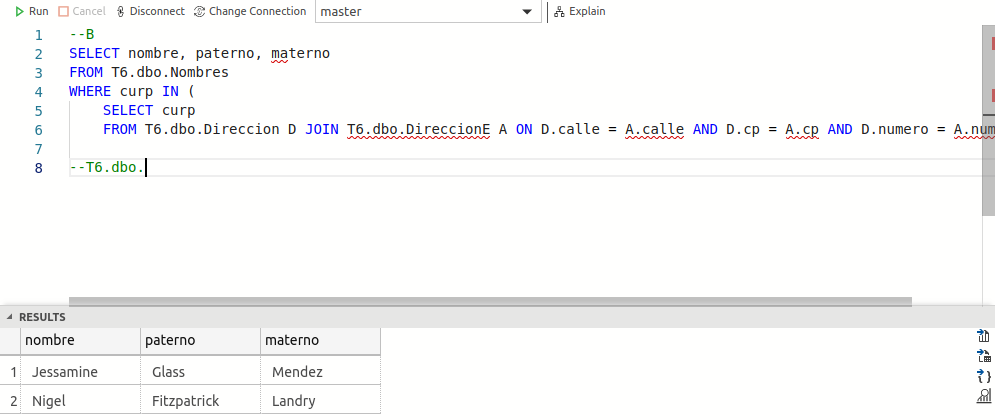 Run Cancel Disconnect Change Connection master Explain
1 --B
2 SELECT nombre, paterno, materno
3 FROM T6.dbo.Nombres
4 WHERE curp IN (
5 SELECT curp
6 FROM T6.dbo.Direccion D JOIN T6.dbo.DireccionE A ON D.calle = A.calle AND D.cp = A.cp AND D.numero = A.num
7
8 --T6.dbo.
RESULTS
nombre paterno materno
1 Jessamine Glass Mendez
2 Nigel Fitzpatrick Landry